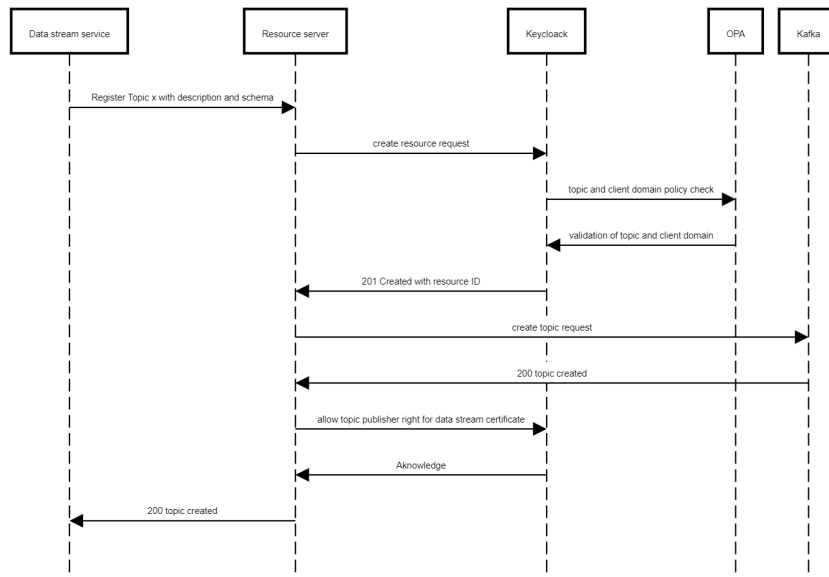 Data stream service
Resource server
Keycloack
OPA
Kafka
Register Topic x with description and schema
create resource request
topic and client domain policy check
validation of topic and client domain
201 Created with resource ID
create topic request
200 topic created
allow topic publisher right for data stream certificate
Aknowledge
200 topic created